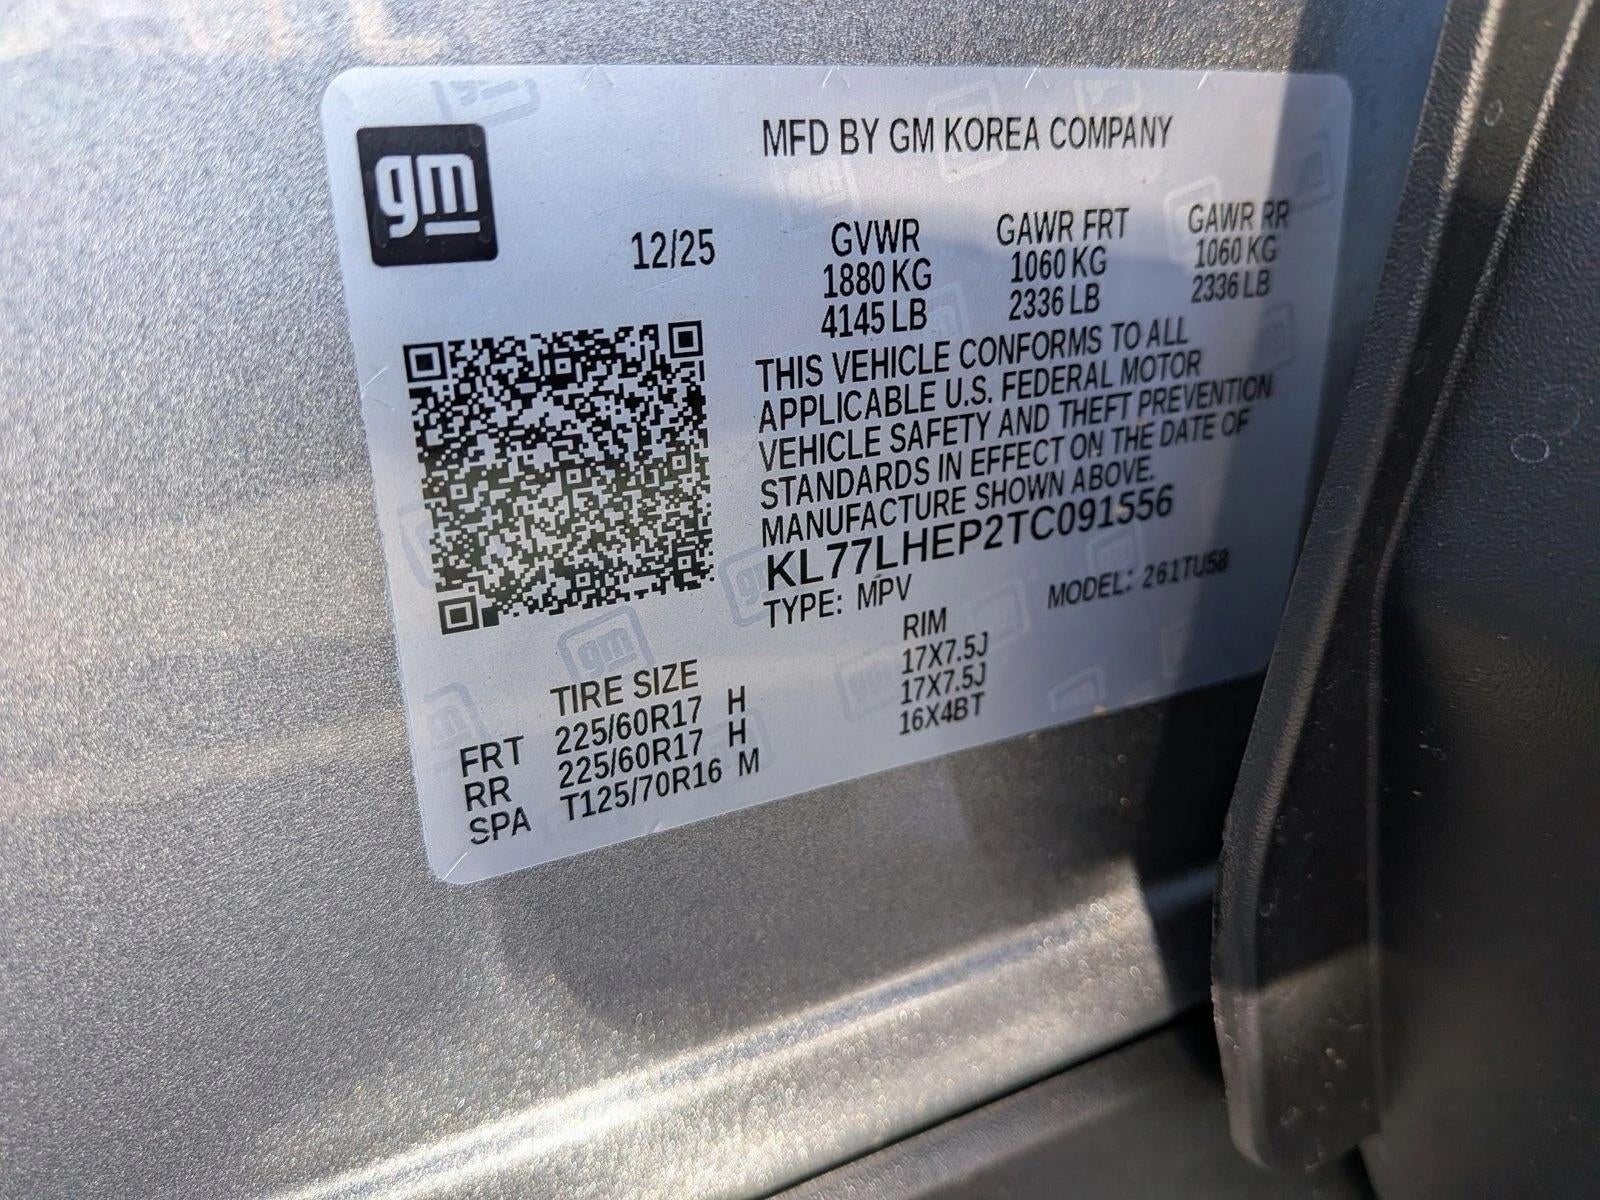 gm
MFD BY GM KOREA COMPANY
12/25
GVWR GAWR FRT GAWR RR
1880 KG 1060 KG 1060 KG
4145 LB 2336 LB 2336 LB
THIS VEHICLE CONFORMS TO ALL
APPLICABLE U.S. FEDERAL MOTOR
VEHICLE SAFETY AND THEFT PREVENTION
STANDARDS IN EFFECT ON THE DATE OF
MANUFACTURE SHOWN ABOVE.
KL77LHEP2TC091556
TYPE: MPV MODEL: 261TU58
TIRE SIZE RIM
FRT 225/60R17 H 17X7.5J
RR 225/60R17 H 17X7.5J
SPA T125/70R16 M 16X4BT